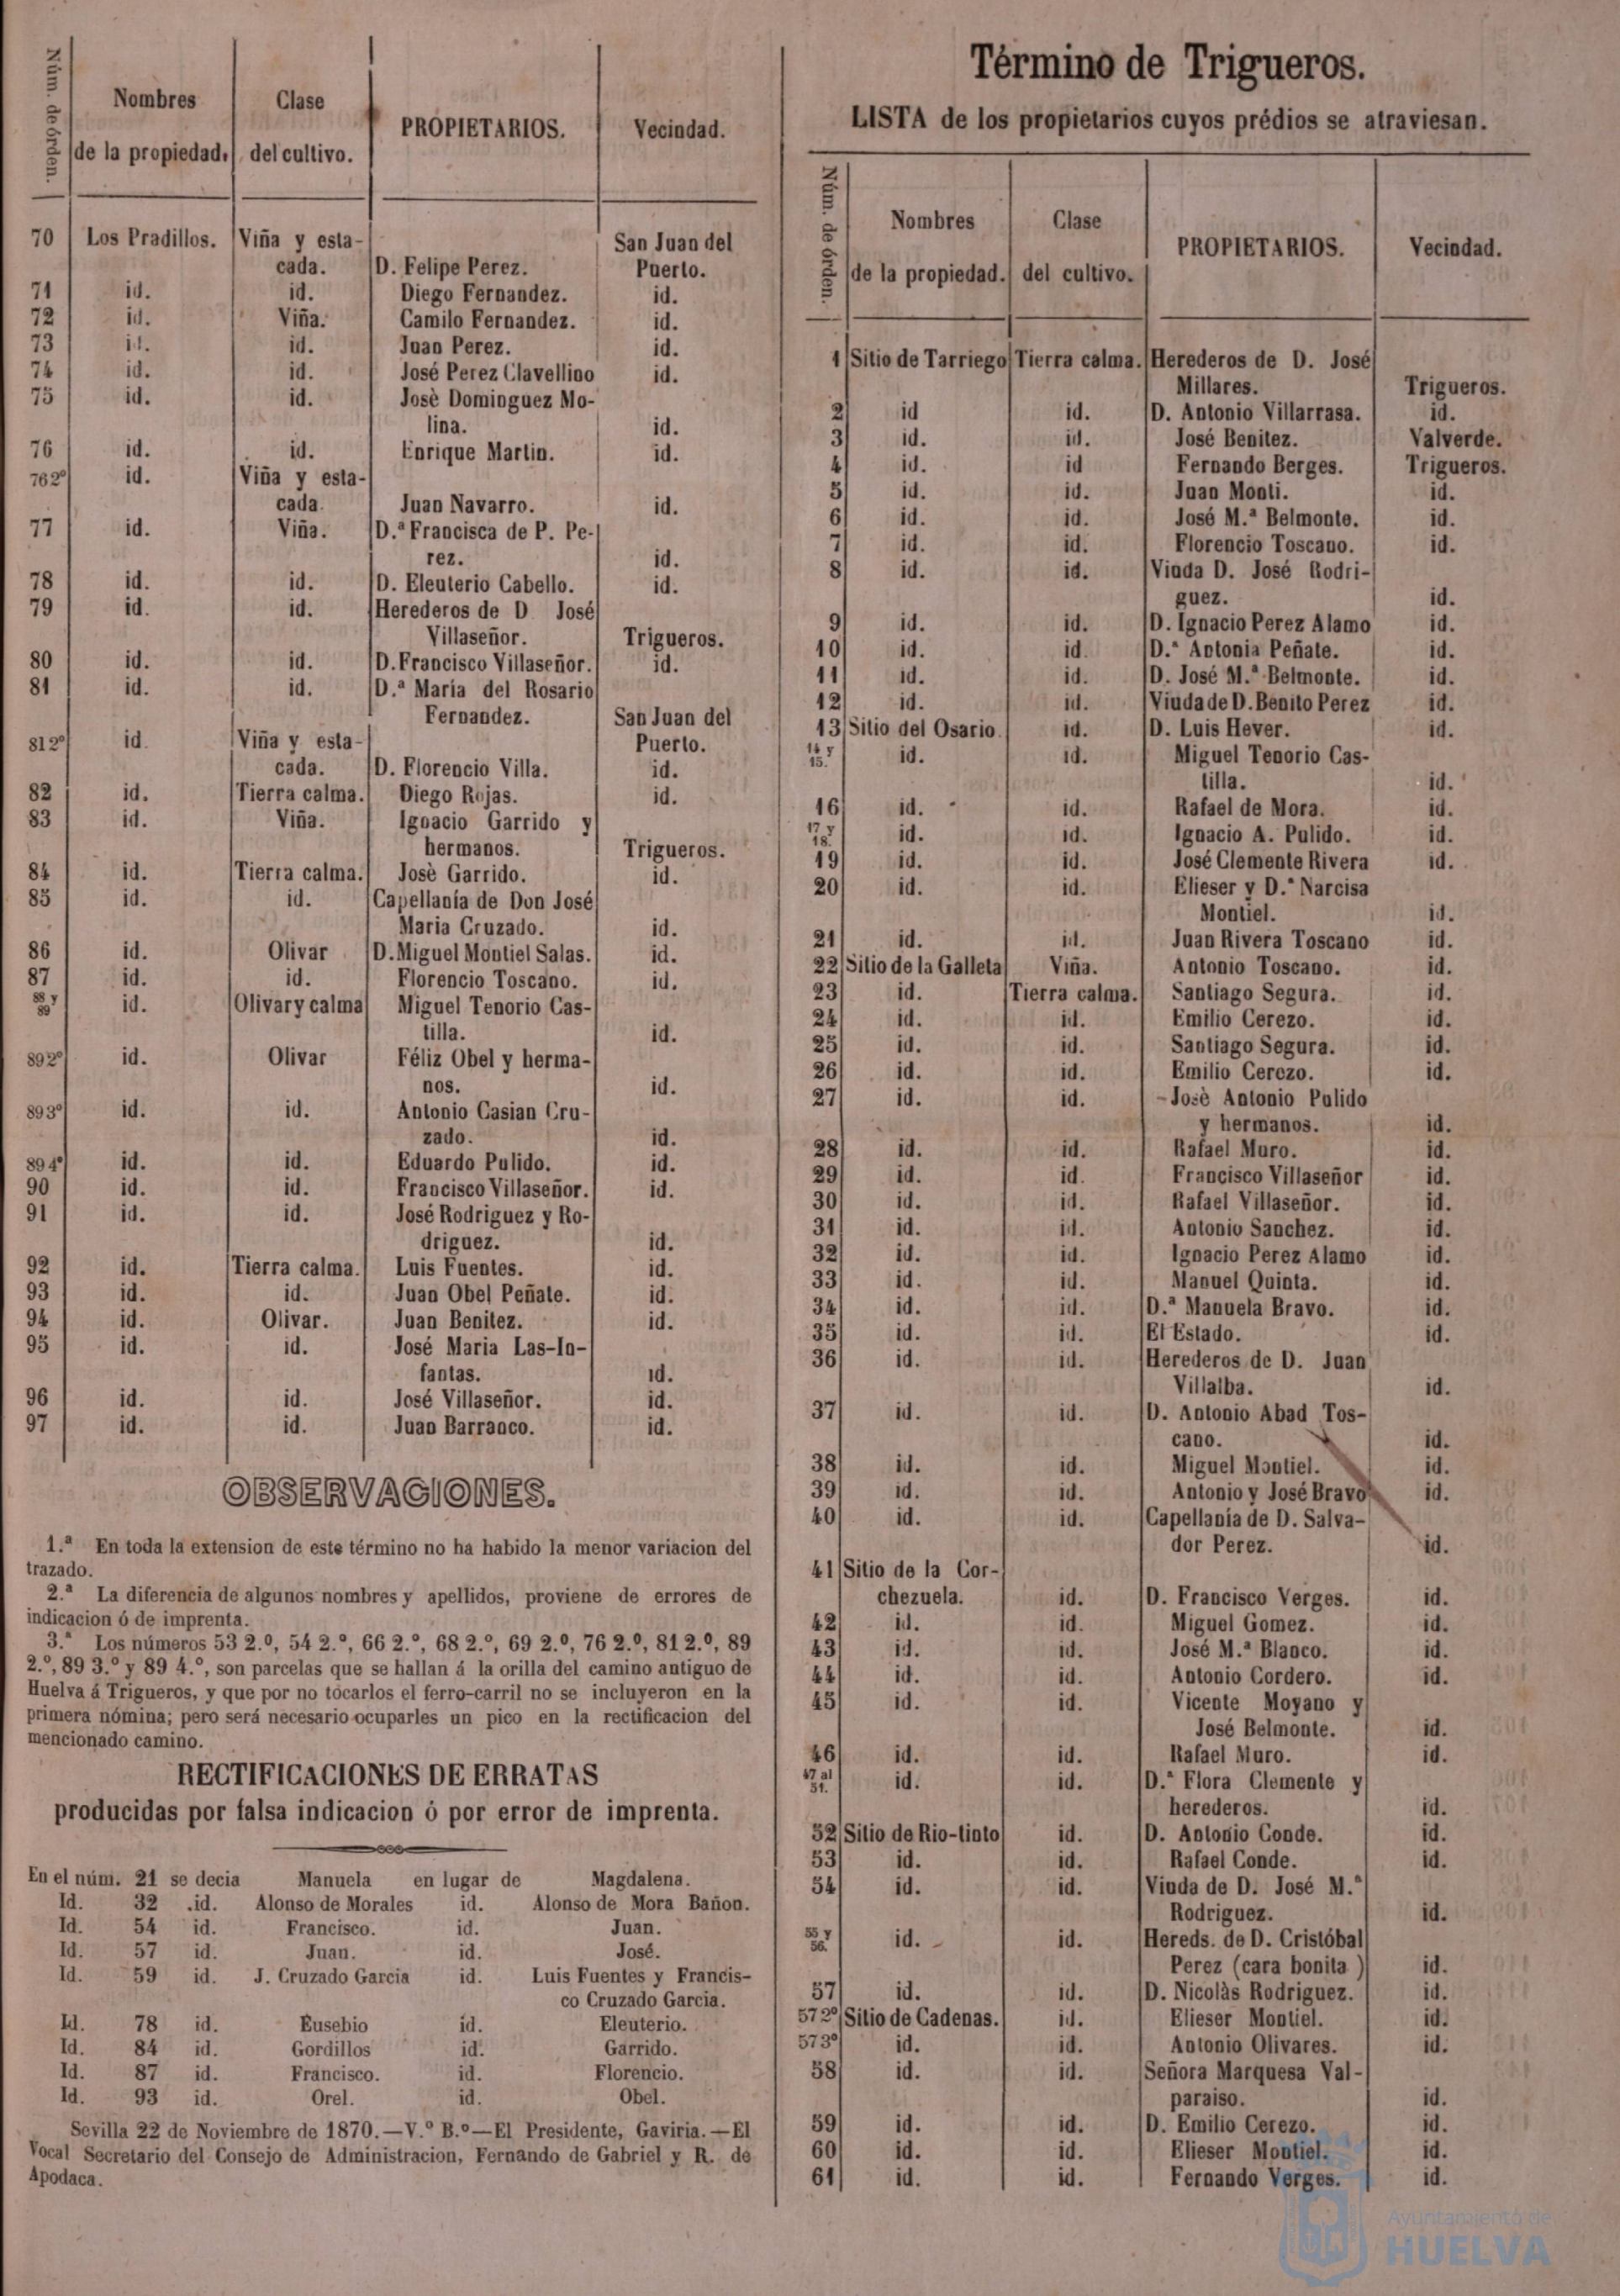 Núm. de órden. | Nombres de la propiedad, | Clase del cultivo. | PROPIETARIOS. | Vecindad.
70 Los Pradillos. Viña y esta- San Juan del
cada. D. Felipe Perez. Puerto.
71 id. id. Diego Fernandez. id.
72 id. Viña. Camilo Fernandez. id.
73 id. id. Juan Perez. id.
74 id. id. José Perez Clavellino id.
75 id. id. Josè Dominguez Mo-
lina. id.
76 id. id. Enrique Martin. id.
76 2º id. Viña y esta-
cada. Juan Navarro. id.
77 id. Viña. D.ª Francisca de P. Pe-
rez. id.
78 id. id. D. Eleuterio Cabello. id.
79 id. id. Herederos de D. José
Villaseñor. Trigueros.
80 id. id. D. Francisco Villaseñor. id.
81 id. id. D.ª María del Rosario
Fernandez. San Juan del
81 2º id. Viña y esta- Puerto.
cada. D. Florencio Villa. id.
82 id. Tierra calma. Diego Rojas. id.
83 id. Viña. Ignacio Garrido y
hermanos. Trigueros.
84 id. Tierra calma. Josè Garrido. id.
85 id. id. Capellanía de Don José
Maria Cruzado. id.
86 id. Olivar D. Miguel Montiel Salas. id.
87 id. id. Florencio Toscano. id.
88 y 89 id. Olivar y calma Miguel Tenorio Cas-
tilla. id.
89 2º id. Olivar Féliz Obel y herma-
nos. id.
89 3º id. id. Antonio Casian Cru-
zado. id.
89 4º id. id. Eduardo Pulido. id.
90 id. id. Francisco Villaseñor. id.
91 id. id. José Rodriguez y Ro-
driguez. id.
92 id. Tierra calma. Luis Fuentes. id.
93 id. id. Juan Obel Peñate. id.
94 id. Olivar. Juan Benitez. id.
95 id. id. José Maria Las-In-
fantas. id.
96 id. id. José Villaseñor. id.
97 id. id. Juan Barranco. id.
OBSERVACIONES.
1.ª En toda la extension de este término no ha habido la menor variacion del
trazado.
2.ª La diferencia de algunos nombres y apellidos, proviene de errores de
indicacion ó de imprenta.
3.ª Los números 53 2.º, 54 2.º, 66 2.º, 68 2.º, 69 2.º, 76 2.º, 81 2.º, 89
2.º, 89 3.º y 89 4.º, son parcelas que se hallan á la orilla del camino antiguo de
Huelva á Trigueros, y que por no tocarlos el ferro-carril no se incluyeron en la
primera nómina; pero será necesario ocuparles un pico en la rectificacion del
mencionado camino.
RECTIFICACIONES DE ERRATAS
producidas por falsa indicacion ó por error de imprenta.
En el núm. 21 se decia Manuela en lugar de Magdalena.
Id. 32 id. Alonso de Morales id. Alonso de Mora Bañon.
Id. 54 id. Francisco. id. Juan.
Id. 57 id. Juan. id. José.
Id. 59 id. J. Cruzado Garcia id. Luis Fuentes y Francis-
co Cruzado Garcia.
Id. 78 id. Eusebio id. Eleuterio.
Id. 84 id. Gordillos id. Garrido.
Id. 87 id. Francisco. id. Florencio.
Id. 93 id. Orel. id. Obel.
Sevilla 22 de Noviembre de 1870.—V.º B.º—El Presidente, Gaviria.—El
Vocal Secretario del Consejo de Administracion, Fernando de Gabriel y R. de
Apodaca.
Término de Trigueros.
LISTA de los propietarios cuyos prédios se atraviesan.
Núm. de órden. | Nombres de la propiedad. | Clase del cultivo. | PROPIETARIOS. | Vecindad.
1 Sitio de Tarriego Tierra calma. Herederos de D. José
Millares. Trigueros.
2 id id. D. Antonio Villarrasa. id.
3 id. id. José Benitez. Valverde.
4 id. id Fernando Berges. Trigueros.
5 id. id. Juan Monti. id.
6 id. id. José M.ª Belmonte. id.
7 id. id. Florencio Toscano. id.
8 id. id. Viuda D. José Rodri-
guez. id.
9 id. id. D. Ignacio Perez Alamo id.
10 id. id. D.ª Antonia Peñate. id.
11 id. id. D. José M.ª Belmonte. id.
12 id. id. Viuda de D. Benito Perez id.
13 Sitio del Osario. id. D. Luis Hever. id.
14 y 15. id. id. Miguel Tenorio Cas-
tilla. id.
16 id. id. Rafael de Mora. id.
17 y 18. id. id. Ignacio A. Pulido. id.
19 id. id. José Clemente Rivera id.
20 id. id. Elieser y D.ª Narcisa
Montiel. id.
21 id. id. Juan Rivera Toscano id.
22 Sitio de la Galleta Viña. Antonio Toscano. id.
23 id. Tierra calma. Santiago Segura. id.
24 id. id. Emilio Cerezo. id.
25 id. id. Santiago Segura. id.
26 id. id. Emilio Cerezo. id.
27 id. id. Josè Antonio Pulido
y hermanos. id.
28 id. id. Rafael Muro. id.
29 id. id. Francisco Villaseñor id.
30 id. id. Rafael Villaseñor. id.
31 id. id. Antonio Sanchez. id.
32 id. id. Ignacio Perez Alamo id.
33 id. id. Manuel Quinta. id.
34 id. id. D.ª Manuela Bravo. id.
35 id. id. El Estado. id.
36 id. id. Herederos de D. Juan
Villalba. id.
37 id. id. D. Antonio Abad Tos-
cano. id.
38 id. id. Miguel Montiel. id.
39 id. id. Antonio y José Bravo id.
40 id. id. Capellania de D. Salva-
dor Perez. id.
41 Sitio de la Cor-
chezuela. id. D. Francisco Verges. id.
42 id. id. Miguel Gomez. id.
43 id. id. José M.ª Blanco. id.
44 id. id. Antonio Cordero. id.
45 id. id. Vicente Moyano y
José Belmonte. id.
46 id. id. Rafael Muro. id.
47 al 51. id. id. D.ª Flora Clemente y
herederos. id.
52 Sitio de Rio-tinto id. D. Antonio Conde. id.
53 id. id. Rafael Conde. id.
54 id. id. Viuda de D. José M.ª
Rodriguez. id.
55 y 56. id. id. Hereds. de D. Cristóbal
Perez (cara bonita) id.
57 id. id. D. Nicolàs Rodriguez. id.
57 2º Sitio de Cadenas. id. Elieser Montiel. id.
57 3º id. id. Antonio Olivares. id.
58 id. id. Señora Marquesa Val-
paraiso. id.
59 id. id. D. Emilio Cerezo. id.
60 id. id. Elieser Montiel. id.
61 id. id. Fernando Verges. id.
Ayuntamiento de
HUELVA